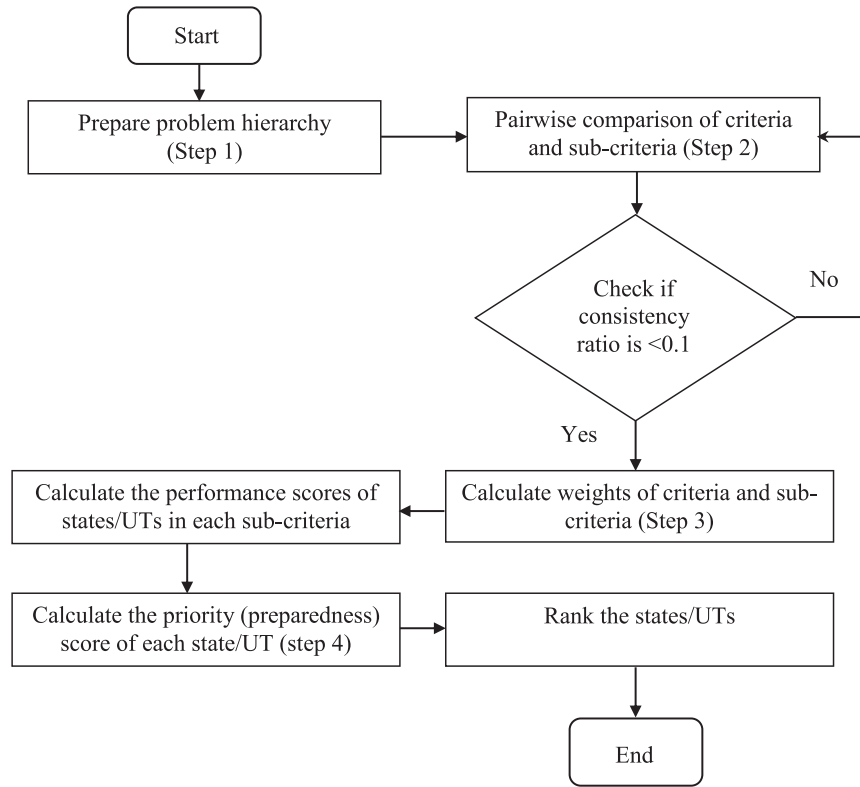 Start
Prepare problem hierarchy
(Step 1)
Pairwise comparison of criteria
and sub-criteria (Step 2)
Check if
consistency
ratio is <0.1
No
Yes
Calculate weights of criteria and sub-
criteria (Step 3)
Calculate the performance scores of
states/UTs in each sub-criteria
Calculate the priority (preparedness)
score of each state/UT (step 4)
Rank the states/UTs
End